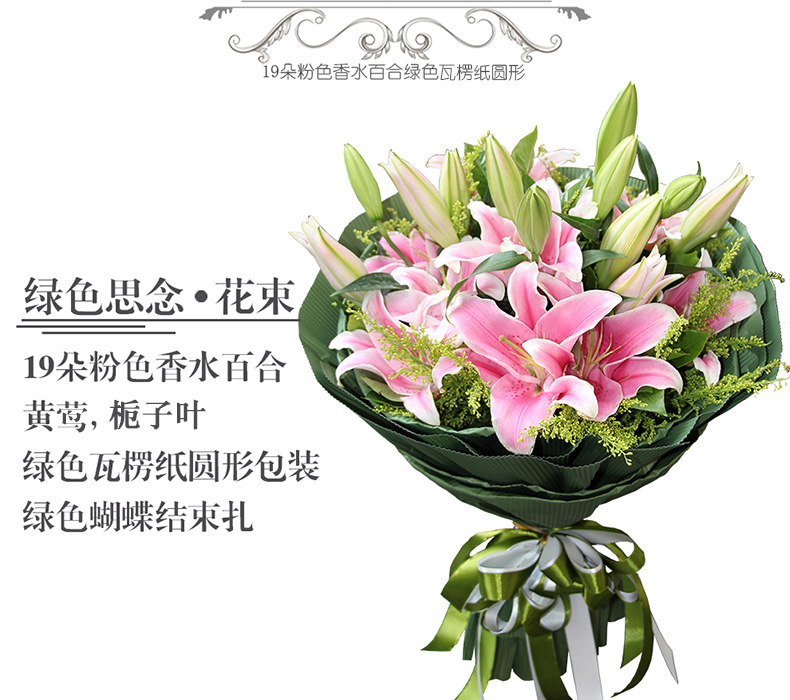 19朵粉色香水百合绿色瓦楞纸圆形
绿色思念•花束
19朵粉色香水百合
黄莺, 栀子叶
绿色瓦楞纸圆形包装
绿色蝴蝶结束扎